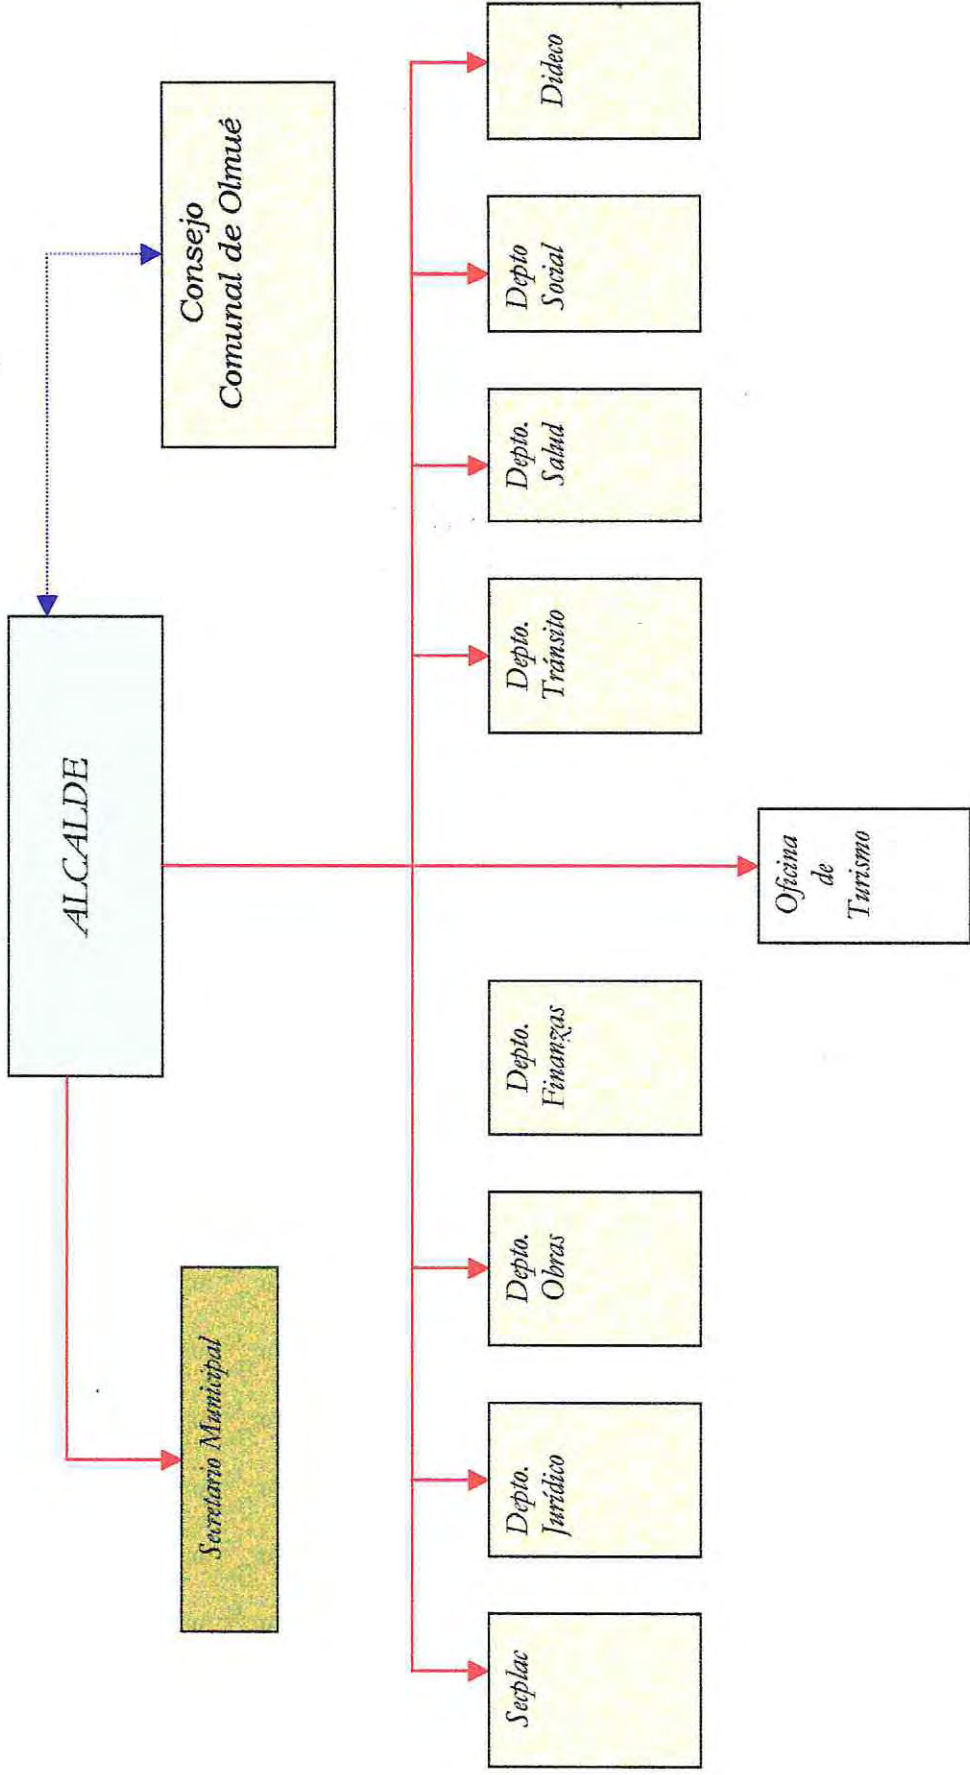 ALCALDE
Consejo
Comunal de Olmué
Secretario Municipal
Secplac
Depto.
Jurídico
Depto.
Obras
Depto.
Finanzas
Depto.
Tránsito
Depto.
Salud
Depto
Social
Dideco
Oficina
de
Turismo